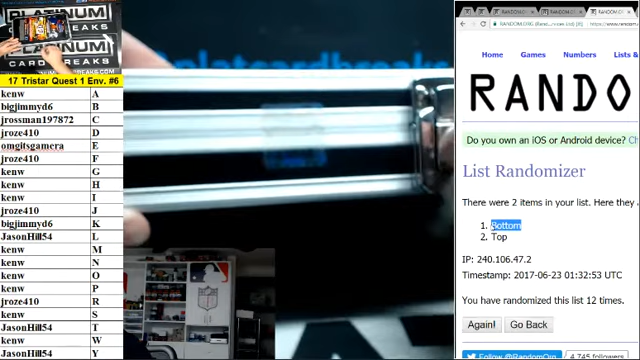 PLATINUM
CARD BREAKS
platcardbreaks
17 Tristar Quest 1 Env. #6
kenw A
bigjimmyd6 B
jrossman197872 C
jroze410 D
omgitsgamera E
jroze410 F
kenw G
kenw H
kenw I
jroze410 J
bigjimmyd6 K
JasonHill54 L
kenw M
kenw N
kenw O
kenw P
jroze410 R
kenw S
JasonHill54 T
kenw W
JasonHill54 Y
Home Games Numbers Lists &
RANDO
Do you own an iOS or Android device? Ch
List Randomizer
There were 2 items in your list. Here they
1. Bottom
2. Top
IP: 240.106.47.2
Timestamp: 2017-06-23 01:32:53 UTC
You have randomized this list 12 times.
Again! Go Back
4,745 followers